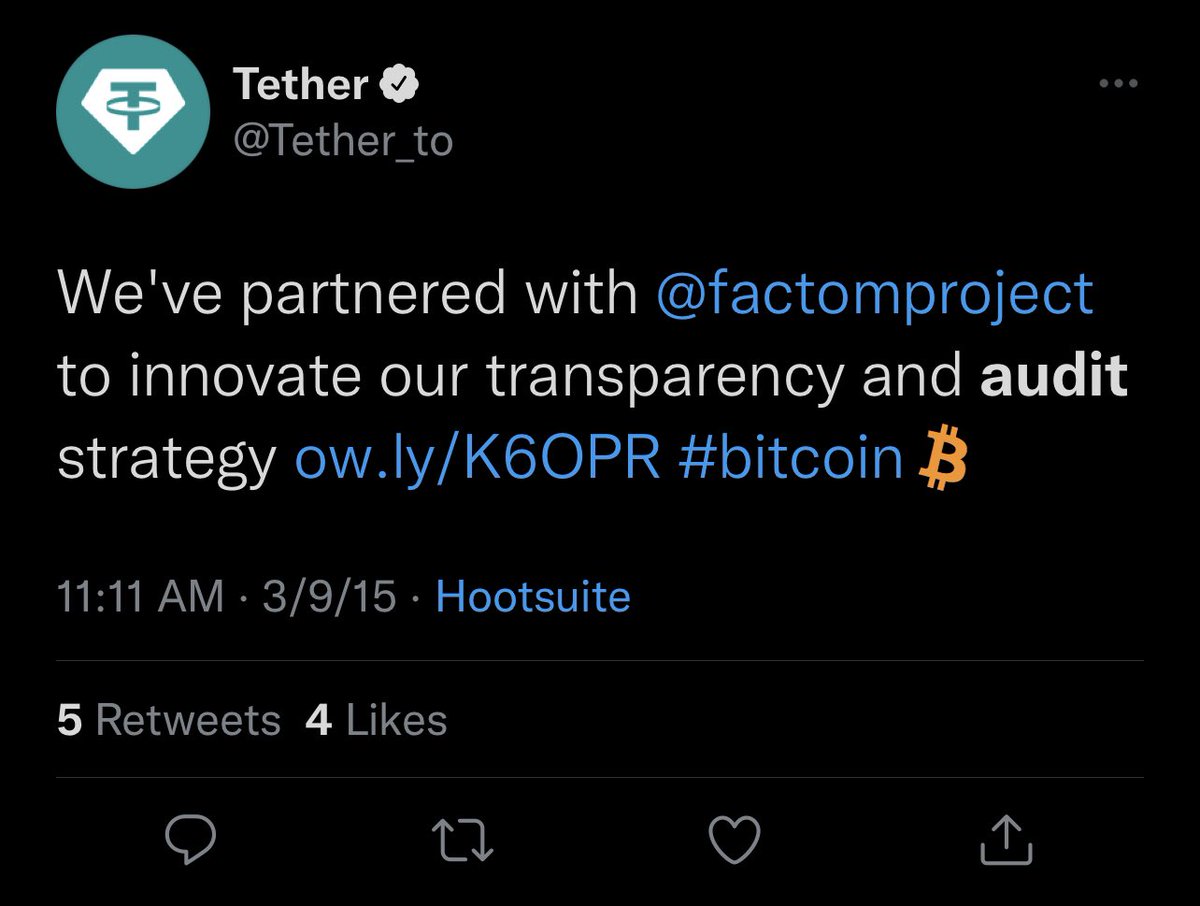 Tether
@Tether_to
We've partnered with @factomproject
to innovate our transparency and audit
strategy ow.ly/K6OPR #bitcoin
11:11 AM · 3/9/15 · Hootsuite
5 Retweets 4 Likes